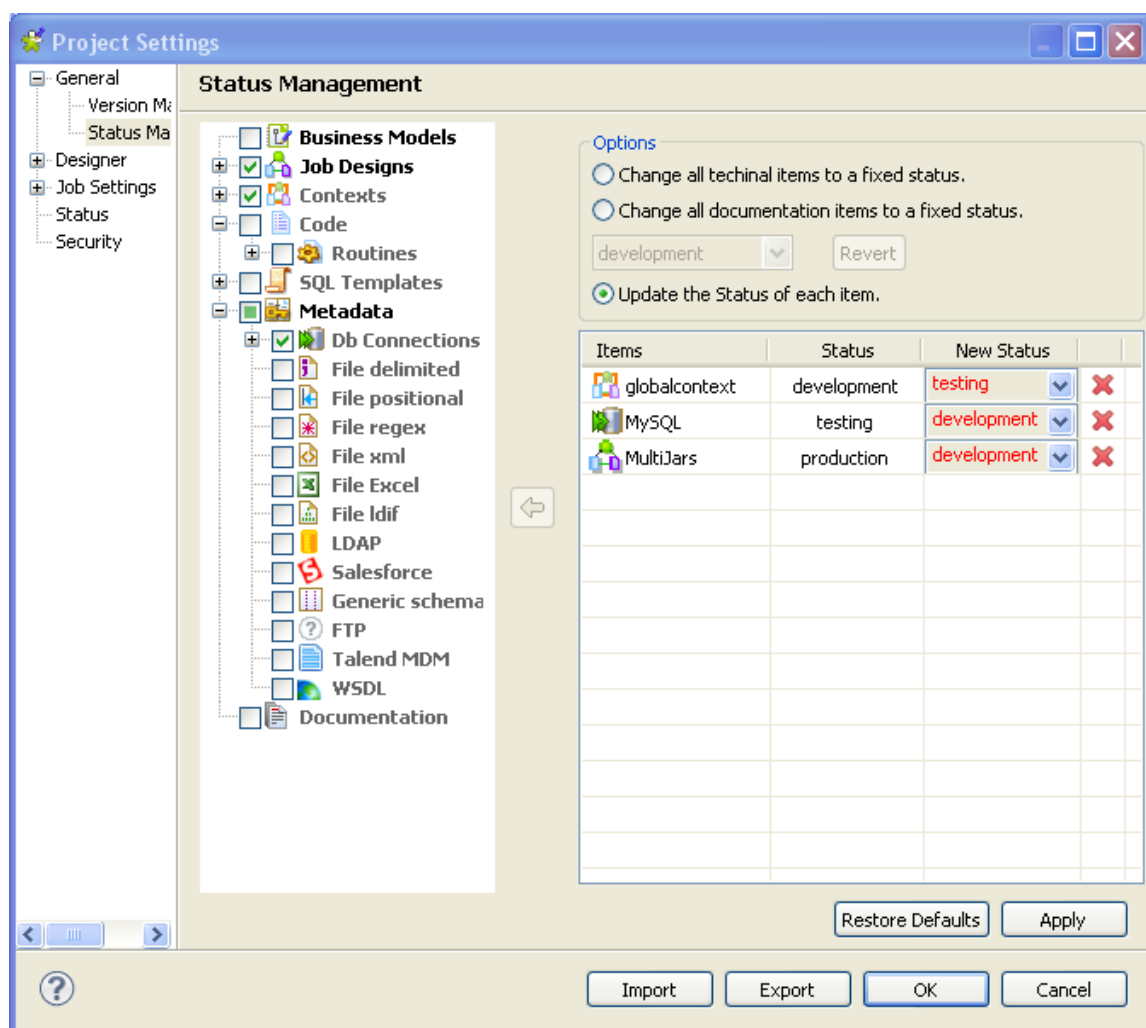 Project Settings
General
Version Ma
Status Ma
Designer
Job Settings
Status
Security
Status Management
Business Models
Job Designs
Contexts
Code
Routines
SQL Templates
Metadata
Db Connections
File delimited
File positional
File regex
File xml
File Excel
File ldif
LDAP
Salesforce
Generic schema
FTP
Talend MDM
WSDL
Documentation
Options
Change all techinal items to a fixed status.
Change all documentation items to a fixed status.
development Revert
Update the Status of each item.
Items Status New Status
globalcontext development testing
MySQL testing development
MultiJars production development
Restore Defaults Apply
Import Export OK Cancel